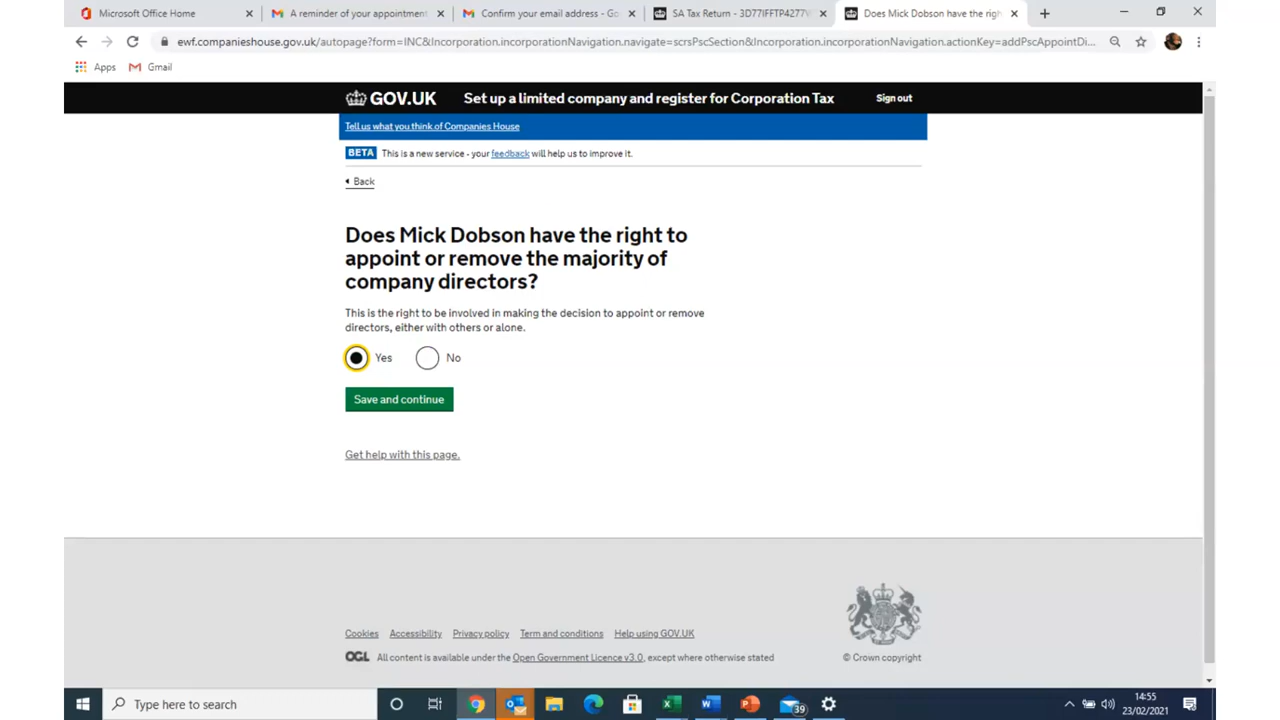 Microsoft Office Home
A reminder of your appointment
Confirm your email address - Go
SA Tax Return - 3D77IFFTP4277
Does Mick Dobson have the righ
ewf.companieshouse.gov.uk/autopage?form=INC&Incorporation.incorporationNavigation.navigate=scrsPscSection&Incorporation.incorporationNavigation.actionKey=addPscAppointDi...
Apps Gmail
GOV.UK Set up a limited company and register for Corporation Tax Sign out
Tell us what you think of Companies House
BETA This is a new service - your feedback will help us to improve it.
Back
Does Mick Dobson have the right to
appoint or remove the majority of
company directors?
This is the right to be involved in making the decision to appoint or remove
directors, either with others or alone.
Yes No
Save and continue
Get help with this page.
Cookies Accessibility Privacy policy Term and conditions Help using GOV.UK
OGL All content is available under the Open Government Licence v3.0, except where otherwise stated
© Crown copyright
Type here to search
39
14:55
23/02/2021